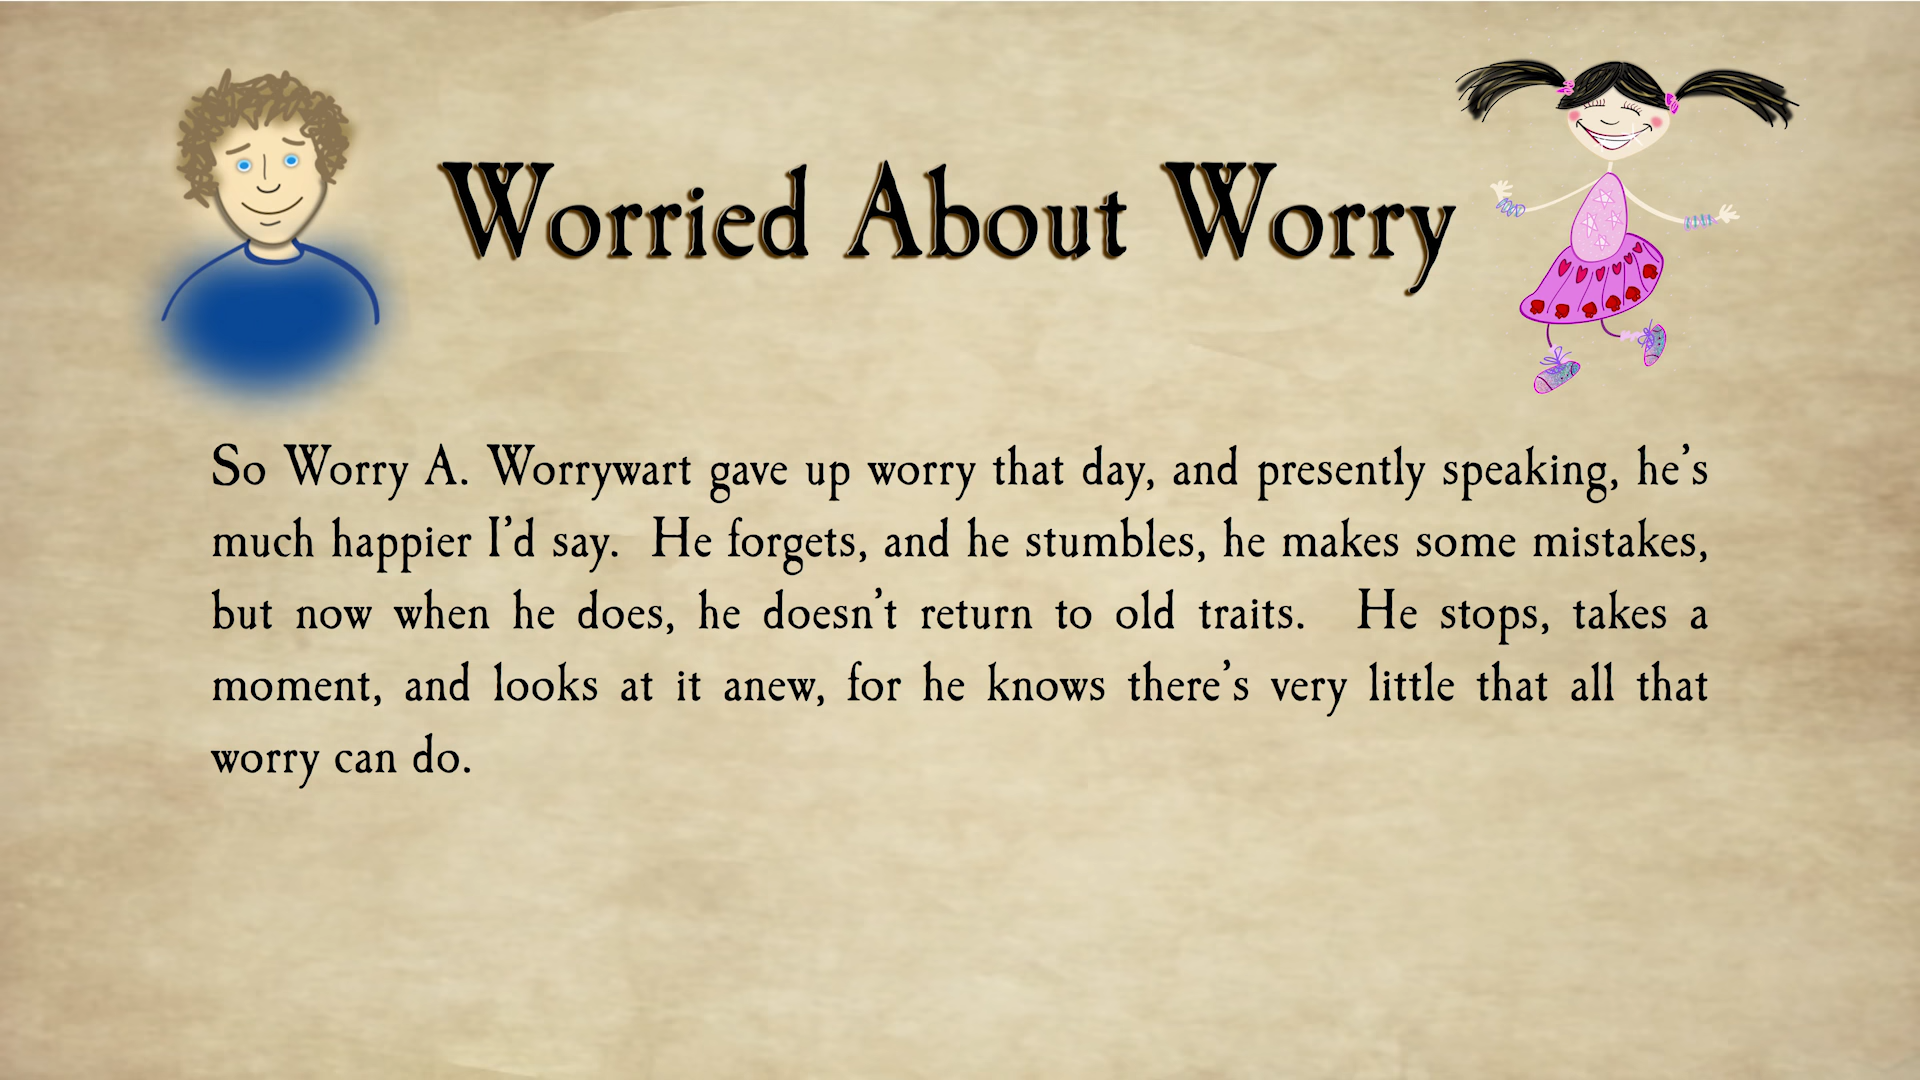 Worried About Worry
So Worry A. Worrywart gave up worry that day, and presently speaking, he's
much happier I'd say.  He forgets, and he stumbles, he makes some mistakes,
but now when he does, he doesn't return to old traits.  He stops, takes a
moment, and looks at it anew, for he knows there's very little that all that
worry can do.